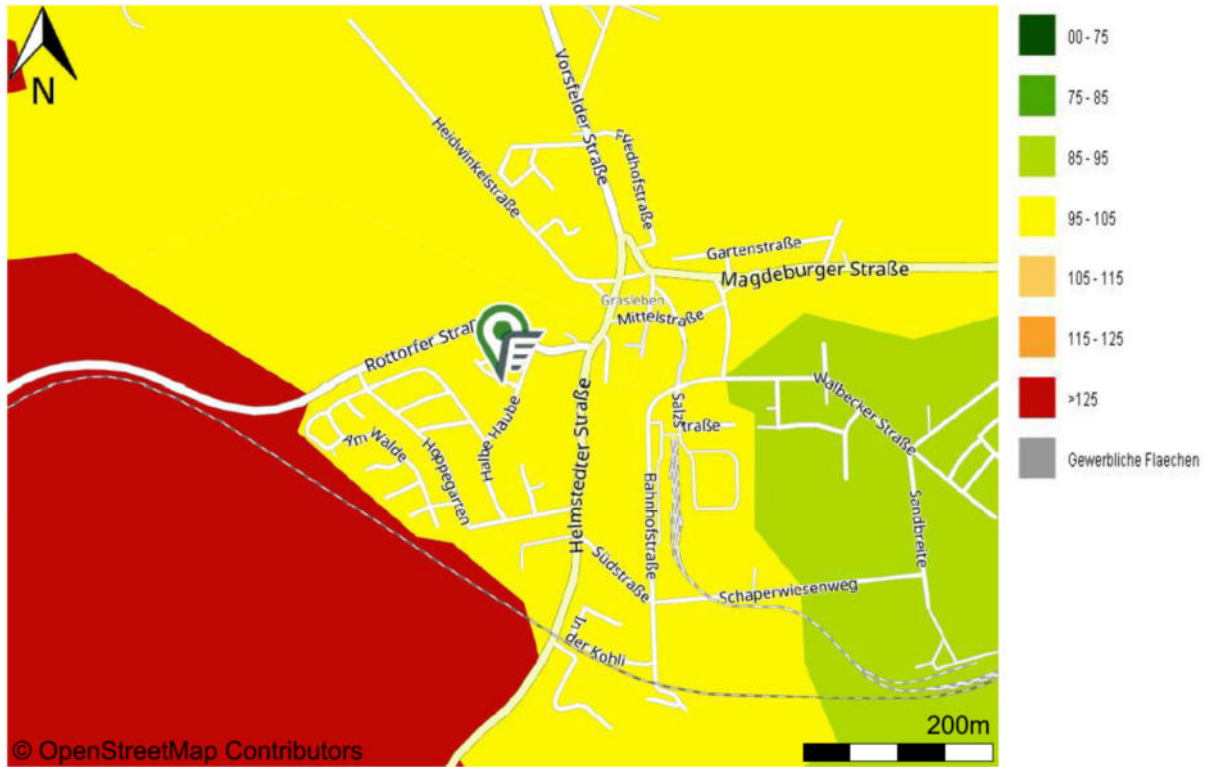 N
Vorsfelder Straße
Heidwinkelstraße
Friedhofstraße
Gartenstraße
Magdeburger Straße
Grasleben
Mittelstraße
Rottorfer Straß
Walbecker Straße
Salzstraße
Am Walde
Hoppegarten
Halbe Haube
Helmstedter Straße
Bahnhofstraße
Sandbreite
Südstraße
Schaperwiesenweg
In der Kohli
200m
© OpenStreetMap Contributors
00 - 75
75 - 85
85 - 95
95 - 105
105 - 115
115 - 125
>125
Gewerbliche Flaechen